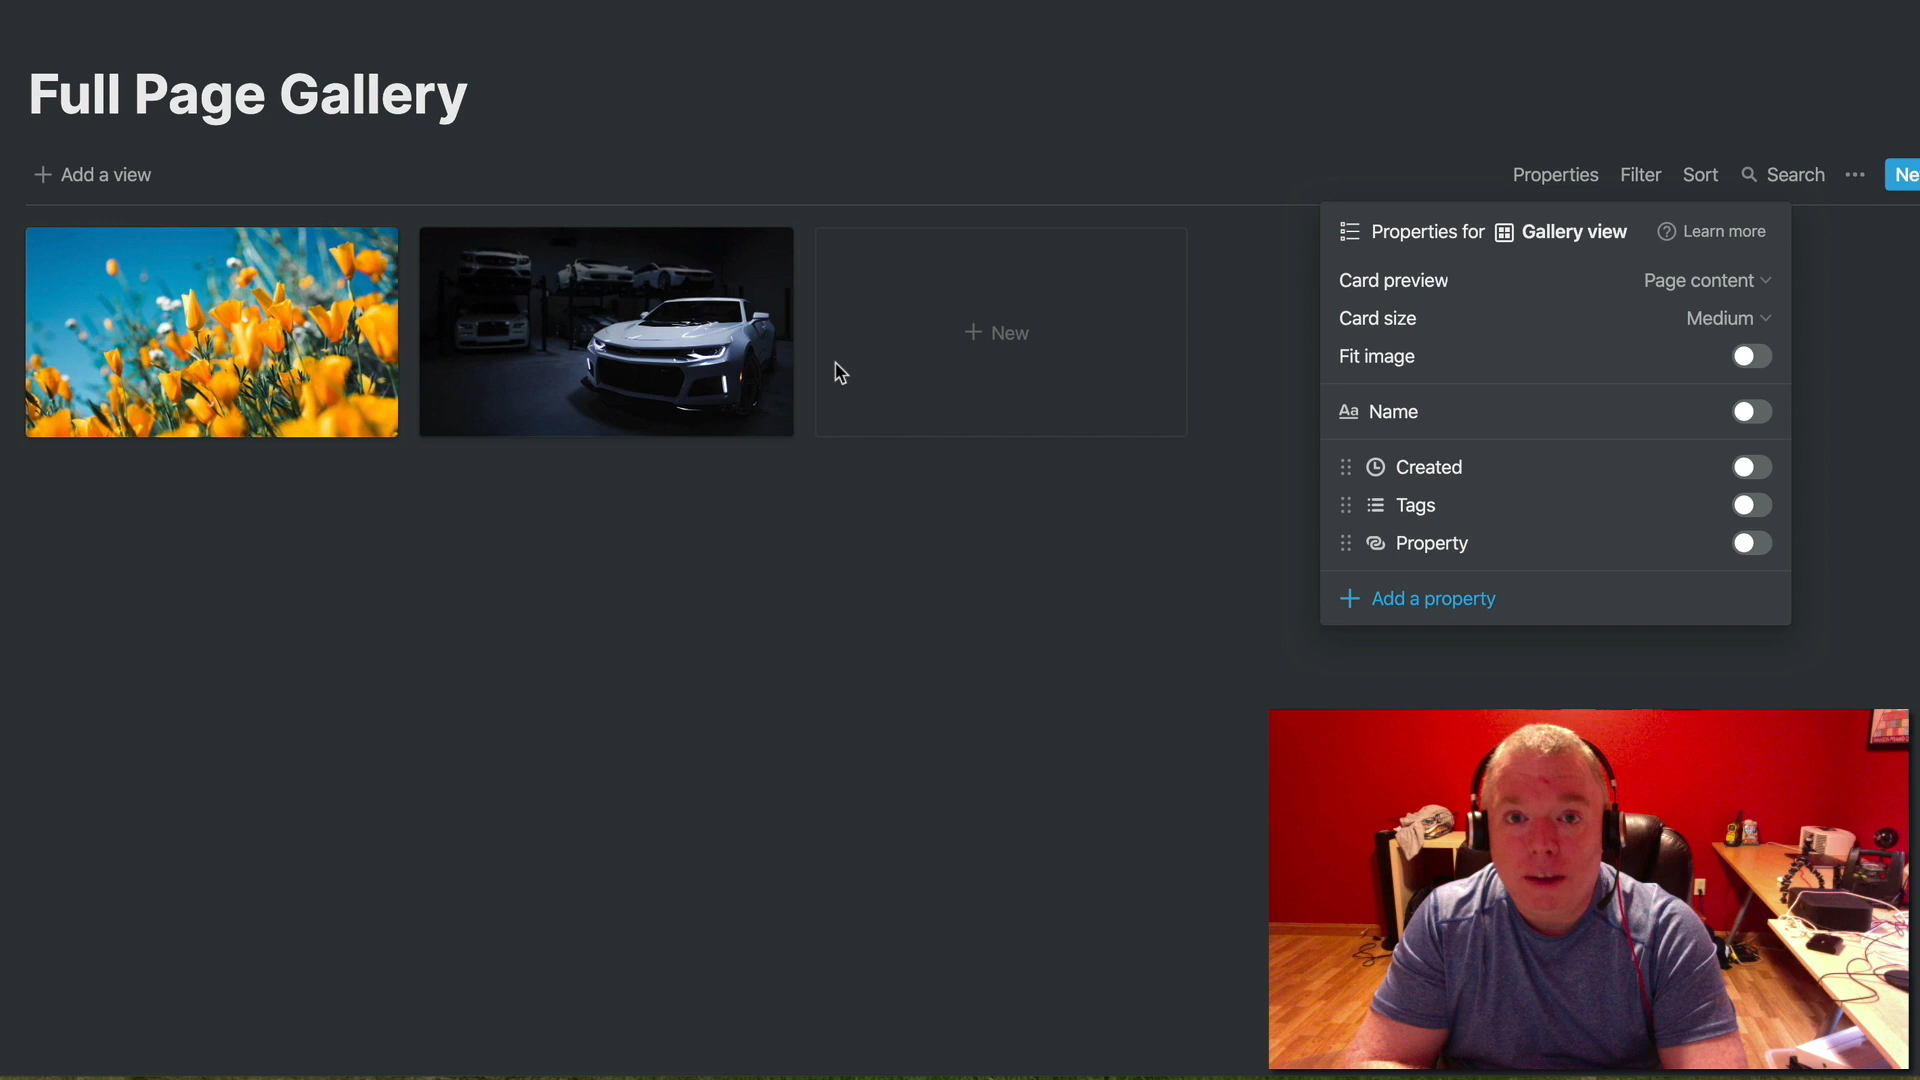 Full Page Gallery
+ Add a view
Properties Filter Sort Search ··· Ne
Properties for Gallery view ? Learn more
Card preview Page content
Card size Medium
Fit image
+ New
Aa Name
Created
Tags
Property
+ Add a property